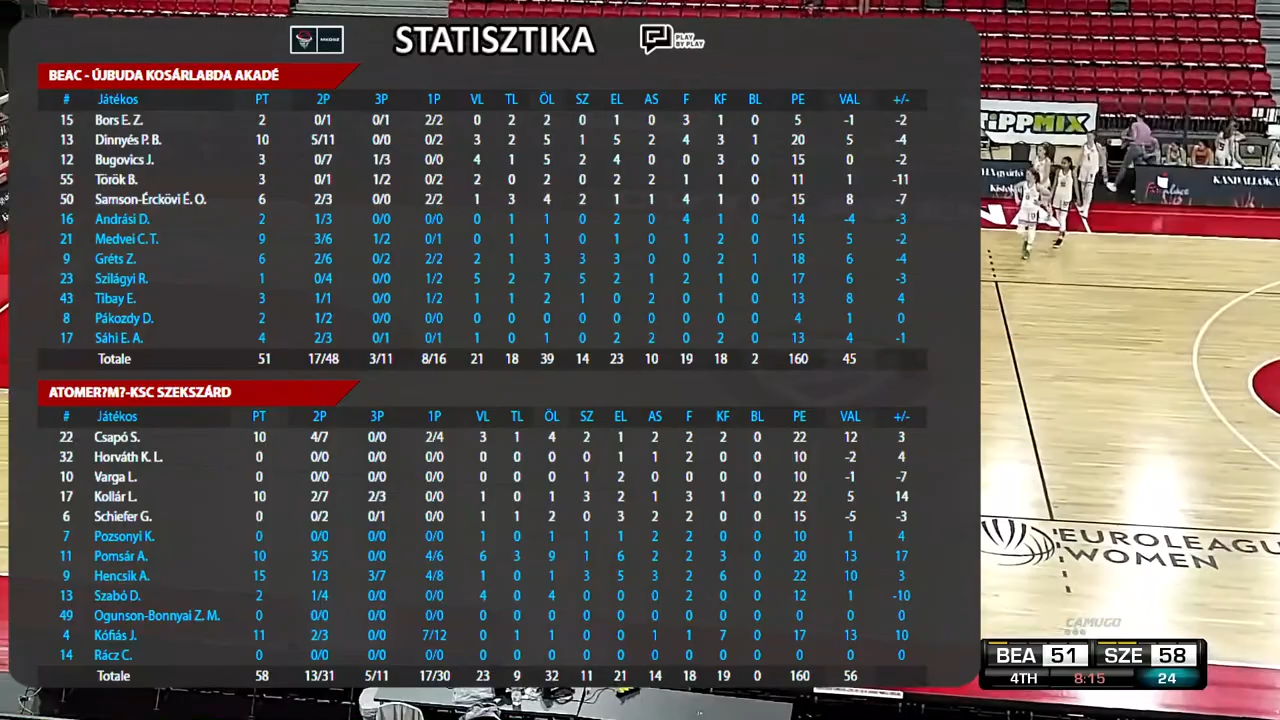 STATISZTIKA
PLAY BY PLAY
BEAC - ÚJBUDA KOSÁRLABDA AKADÉ
# Játékos PT 2P 3P 1P VL TL ÖL SZ EL AS F KF BL PE VAL +/-
15 Bors E. Z. 2 0/1 0/1 2/2 0 2 2 0 1 0 3 1 0 5 -1 -2
13 Dinnyés P. B. 10 5/11 0/0 0/2 3 2 5 1 5 2 4 3 1 20 5 -4
12 Bugovics J. 3 0/7 1/3 0/0 4 1 5 2 4 0 0 3 0 15 0 -2
55 Török B. 3 0/1 1/2 0/2 2 0 2 0 2 2 1 1 0 11 1 -11
50 Samson-Érckövi É. O. 6 2/3 0/0 2/2 1 3 4 2 1 1 4 1 0 15 8 -7
16 Andrási D. 2 1/3 0/0 0/0 0 1 1 0 2 0 4 1 0 14 -4 -3
21 Medvei C. T. 9 3/6 1/2 0/1 0 1 1 0 1 0 1 2 0 15 5 -2
9 Gréts Z. 6 2/6 0/2 2/2 2 1 3 3 3 0 0 2 1 18 6 -4
23 Szilágyi R. 1 0/4 0/0 1/2 5 2 7 5 2 1 2 1 0 17 6 -3
43 Tibay E. 3 1/1 0/0 1/2 1 1 2 1 0 2 0 1 0 13 8 4
8 Pákozdy D. 2 1/2 0/0 0/0 0 0 0 0 0 0 0 0 0 4 1 0
17 Sáhi E. A. 4 2/3 0/1 0/1 1 0 1 0 2 2 0 2 0 13 4 -1
Totale 51 17/48 3/11 8/16 21 18 39 14 23 10 19 18 2 160 45
ATOMER?M?-KSC SZEKSZÁRD
# Játékos PT 2P 3P 1P VL TL ÖL SZ EL AS F KF BL PE VAL +/-
22 Csapó S. 10 4/7 0/0 2/4 3 1 4 2 1 2 2 2 0 22 12 3
32 Horváth K. L. 0 0/0 0/0 0/0 0 0 0 0 1 1 2 0 0 10 -2 4
10 Varga L. 0 0/0 0/0 0/0 0 0 0 1 2 0 0 0 0 10 -1 -7
17 Kollár L. 10 2/7 2/3 0/0 1 0 1 3 2 1 3 1 0 22 5 14
6 Schiefer G. 0 0/2 0/1 0/0 1 1 2 0 3 2 2 0 0 15 -5 -3
7 Pozsonyi K. 0 0/0 0/0 0/0 1 0 1 1 1 2 2 0 0 10 1 4
11 Pomsár A. 10 3/5 0/0 4/6 6 3 9 1 6 2 2 3 0 20 13 17
9 Hencsik A. 15 1/3 3/7 4/8 1 0 1 3 5 3 2 6 0 22 10 3
13 Szabó D. 2 1/4 0/0 0/0 4 0 4 0 0 0 2 0 0 12 1 -10
49 Ogunson-Bonnyai Z. M. 0 0/0 0/0 0/0 0 0 0 0 0 0 0 0 0 0 0 0
4 Kófiás J. 11 2/3 0/0 7/12 0 1 1 0 0 1 1 7 0 17 13 10
14 Rácz C. 0 0/0 0/0 0/0 0 0 0 0 0 0 0 0 0 0 0 0
Totale 58 13/31 5/11 17/30 23 9 32 11 21 14 18 19 0 160 56
TIPPMIX
EUROLEAGUE
WOMEN
CAMUGO
BEA 51 SZE 58
4TH 8:15 24